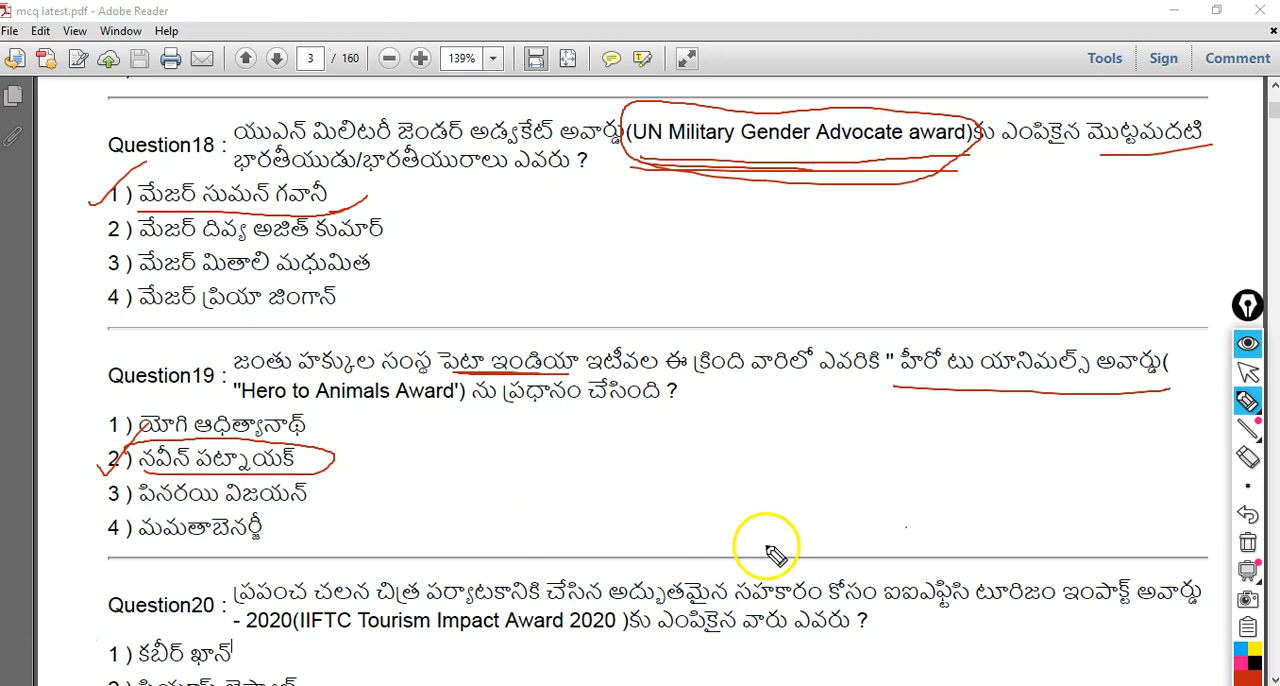 mcq latest.pdf - Adobe Reader
File Edit View Window Help
3 / 160 139% Tools Sign Comment
Question18 : యుఎన్ మిలిటరీ జెండర్ అడ్వకేట్ అవార్డు(UN Military Gender Advocate award)కు ఎంపికైన మొట్టమదటి
భారతీయుడు/భారతీయురాలు ఎవరు ?
1 ) మేజర్ సుమన్ గవానీ
2 ) మేజర్ దివ్య అజిత్ కుమార్
3 ) మేజర్ మితాలి మధుమిత
4 ) మేజర్ ప్రియా జింగాన్
Question19 : జంతు హక్కుల సంస్థ పెటా ఇండియా ఇటీవల ఈ క్రింది వారిలో ఎవరికి " హీరో టు యానిమల్స్ అవార్డు(
"Hero to Animals Award') ను ప్రధానం చేసింది ?
1 ) యోగి ఆధిత్యానాథ్
2 ) నవీన్ పట్నాయక్
3 ) పినరయి విజయన్
4 ) మమతాబెనర్జీ
Question20 : ప్రపంచ చలన చిత్ర పర్యాటకానికి చేసిన అద్భుతమైన సహకారం కోసం ఐఐఎఫ్టిసి టూరిజం ఇంపాక్ట్ అవార్డు
- 2020(IIFTC Tourism Impact Award 2020 )కు ఎంపికైన వారు ఎవరు ?
1 ) కబీర్ ఖాన్